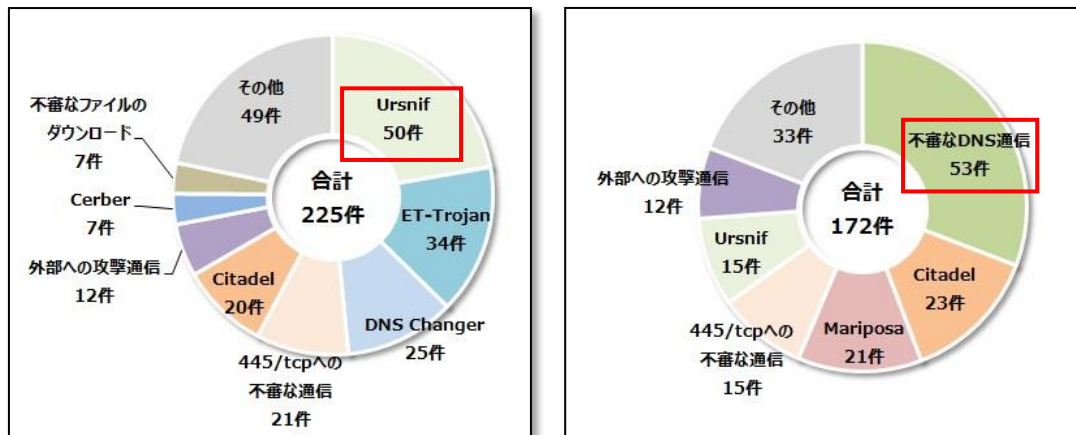 合計
225件
Ursnif
50件
ET-Trojan
34件
DNS Changer
25件
445/tcpへの
不審な通信
21件
Citadel
20件
外部への攻撃通信
12件
Cerber
7件
不審なファイルの
ダウンロード
7件
その他
49件
合計
172件
不審なDNS通信
53件
Citadel
23件
Mariposa
21件
445/tcpへの
不審な通信
15件
Ursnif
15件
外部への攻撃通信
12件
その他
33件